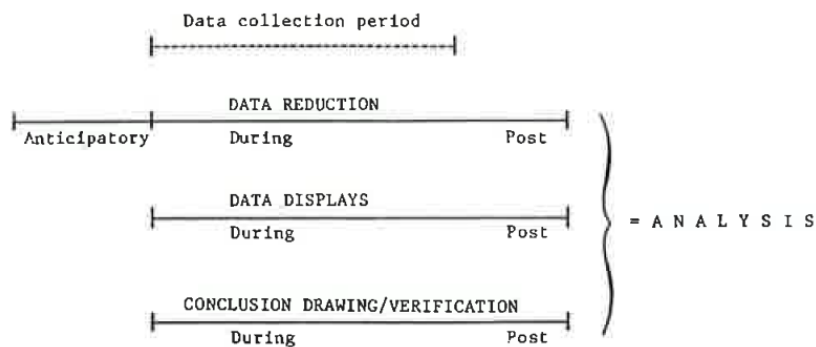 Data collection period
DATA REDUCTION
Anticipatory During Post
DATA DISPLAYS
During Post
= A N A L Y S I S
CONCLUSION DRAWING/VERIFICATION
During Post